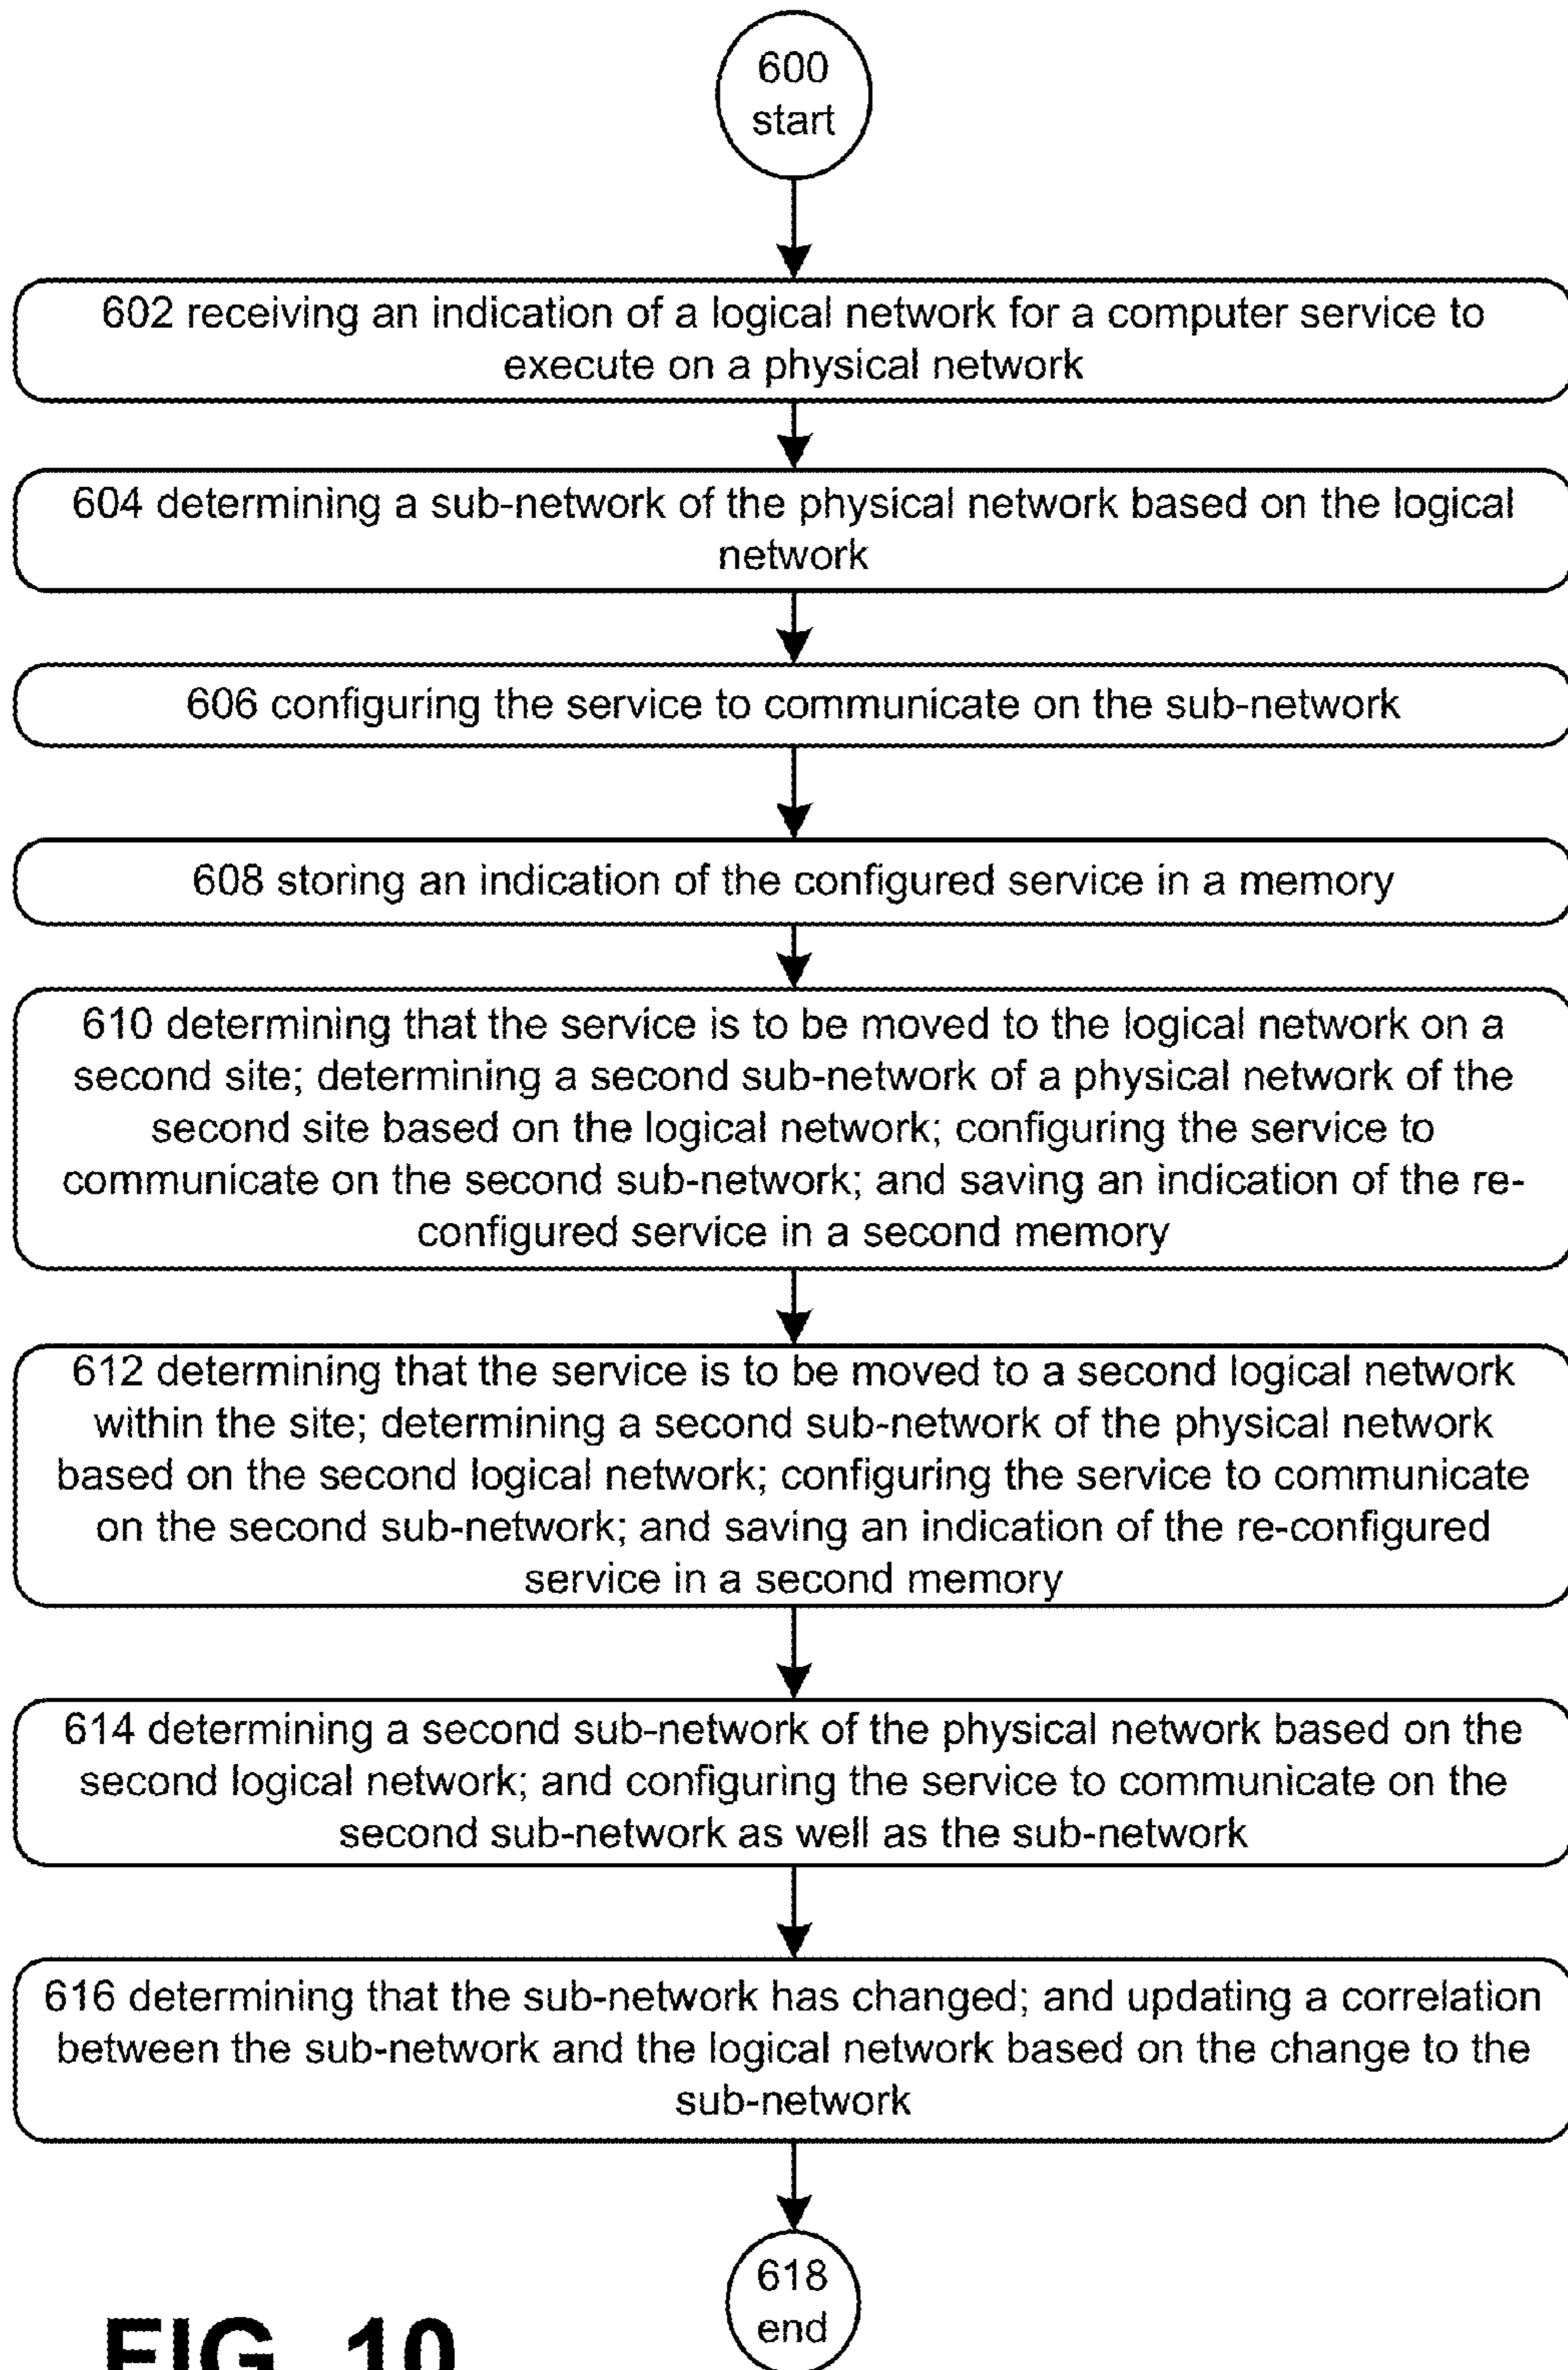 600
start
602 receiving an indication of a logical network for a computer service to
execute on a physical network
604 determining a sub-network of the physical network based on the logical
network
606 configuring the service to communicate on the sub-network
608 storing an indication of the configured service in a memory
610 determining that the service is to be moved to the logical network on a
second site; determining a second sub-network of a physical network of the
second site based on the logical network; configuring the service to
communicate on the second sub-network; and saving an indication of the re-
configured service in a second memory
612 determining that the service is to be moved to a second logical network
within the site; determining a second sub-network of the physical network
based on the second logical network; configuring the service to communicate
on the second sub-network; and saving an indication of the re-configured
service in a second memory
614 determining a second sub-network of the physical network based on the
second logical network; and configuring the service to communicate on the
second sub-network as well as the sub-network
616 determining that the sub-network has changed; and updating a correlation
between the sub-network and the logical network based on the change to the
sub-network
618
end
FIG. 10